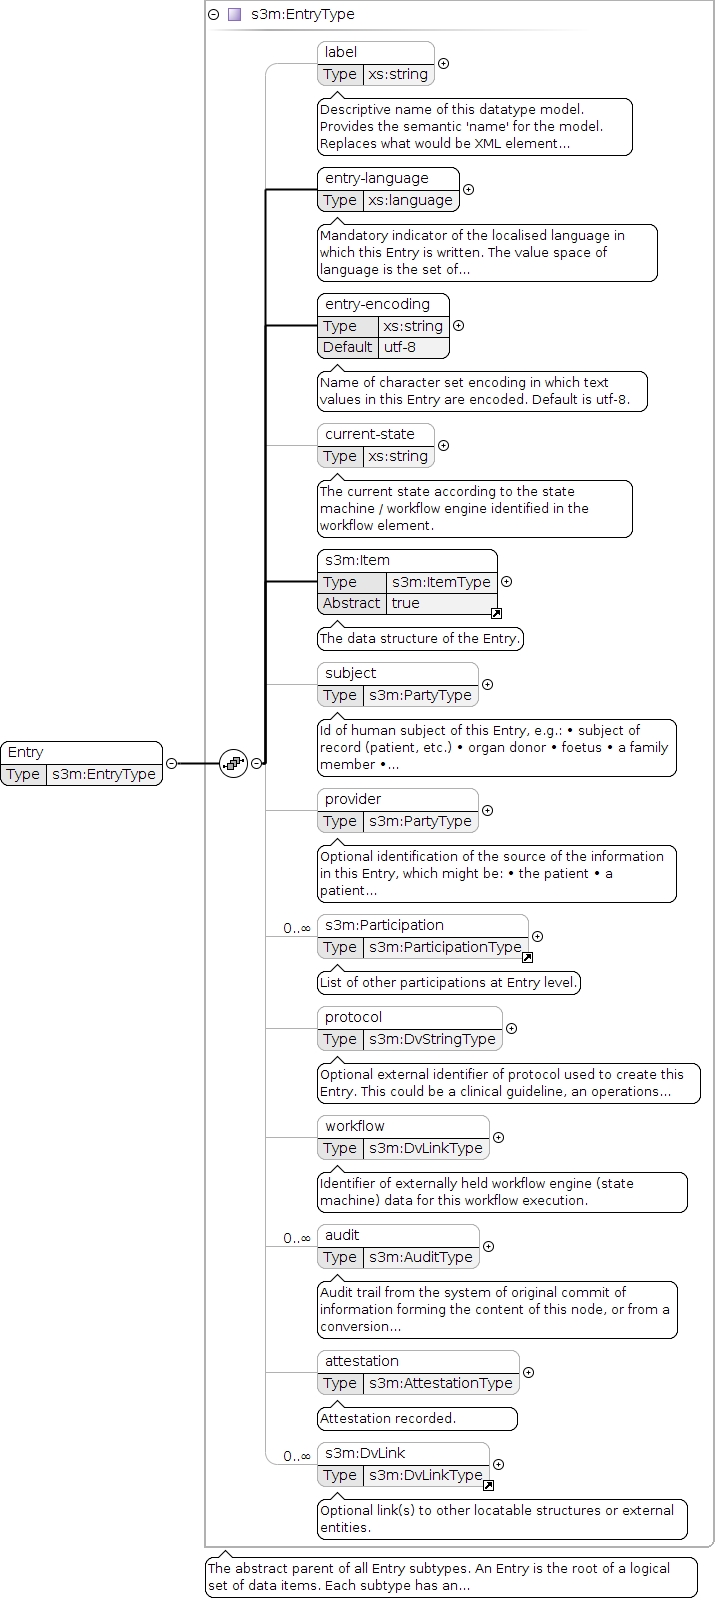 s3m:EntryType
label
Type xs:string
Descriptive name of this datatype model.
Provides the semantic 'name' for the model.
Replaces what would be XML element...
entry-language
Type xs:language
Mandatory indicator of the localised language in
which this Entry is written. The value space of
language is the set of...
entry-encoding
Type xs:string
Default utf-8
Name of character set encoding in which text
values in this Entry are encoded. Default is utf-8.
current-state
Type xs:string
The current state according to the state
machine / workflow engine identified in the
workflow element.
s3m:Item
Type s3m:ItemType
Abstract true
The data structure of the Entry.
subject
Type s3m:PartyType
Id of human subject of this Entry, e.g.: • subject of
record (patient, etc.) • organ donor • foetus • a family
member •...
Entry
Type s3m:EntryType
provider
Type s3m:PartyType
Optional identification of the source of the information
in this Entry, which might be: • the patient • a
patient...
0..∞ s3m:Participation
Type s3m:ParticipationType
List of other participations at Entry level.
protocol
Type s3m:DvStringType
Optional external identifier of protocol used to create this
Entry. This could be a clinical guideline, an operations...
workflow
Type s3m:DvLinkType
Identifier of externally held workflow engine (state
machine) data for this workflow execution.
0..∞ audit
Type s3m:AuditType
Audit trail from the system of original commit of
information forming the content of this node, or from a
conversion...
attestation
Type s3m:AttestationType
Attestation recorded.
0..∞ s3m:DvLink
Type s3m:DvLinkType
Optional link(s) to other locatable structures or external
entities.
The abstract parent of all Entry subtypes. An Entry is the root of a logical
set of data items. Each subtype has an...